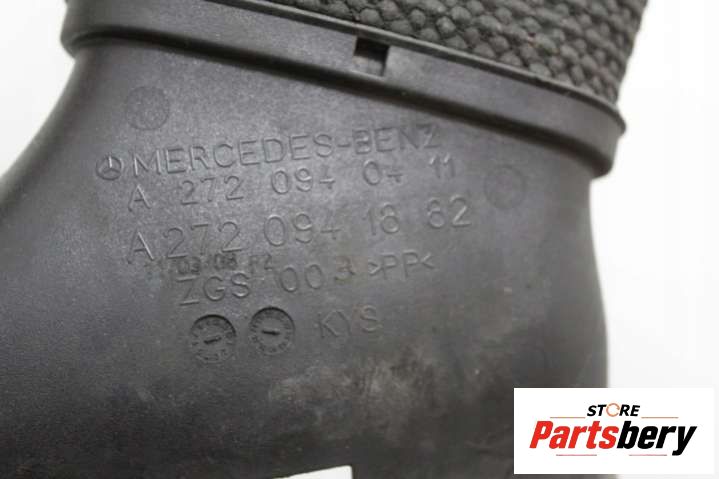 MERCEDES-BENZ
A 272 094 04 11
A 272 094 18 82
ZGS 003 >PP<
KYS
STORE
Partsbery